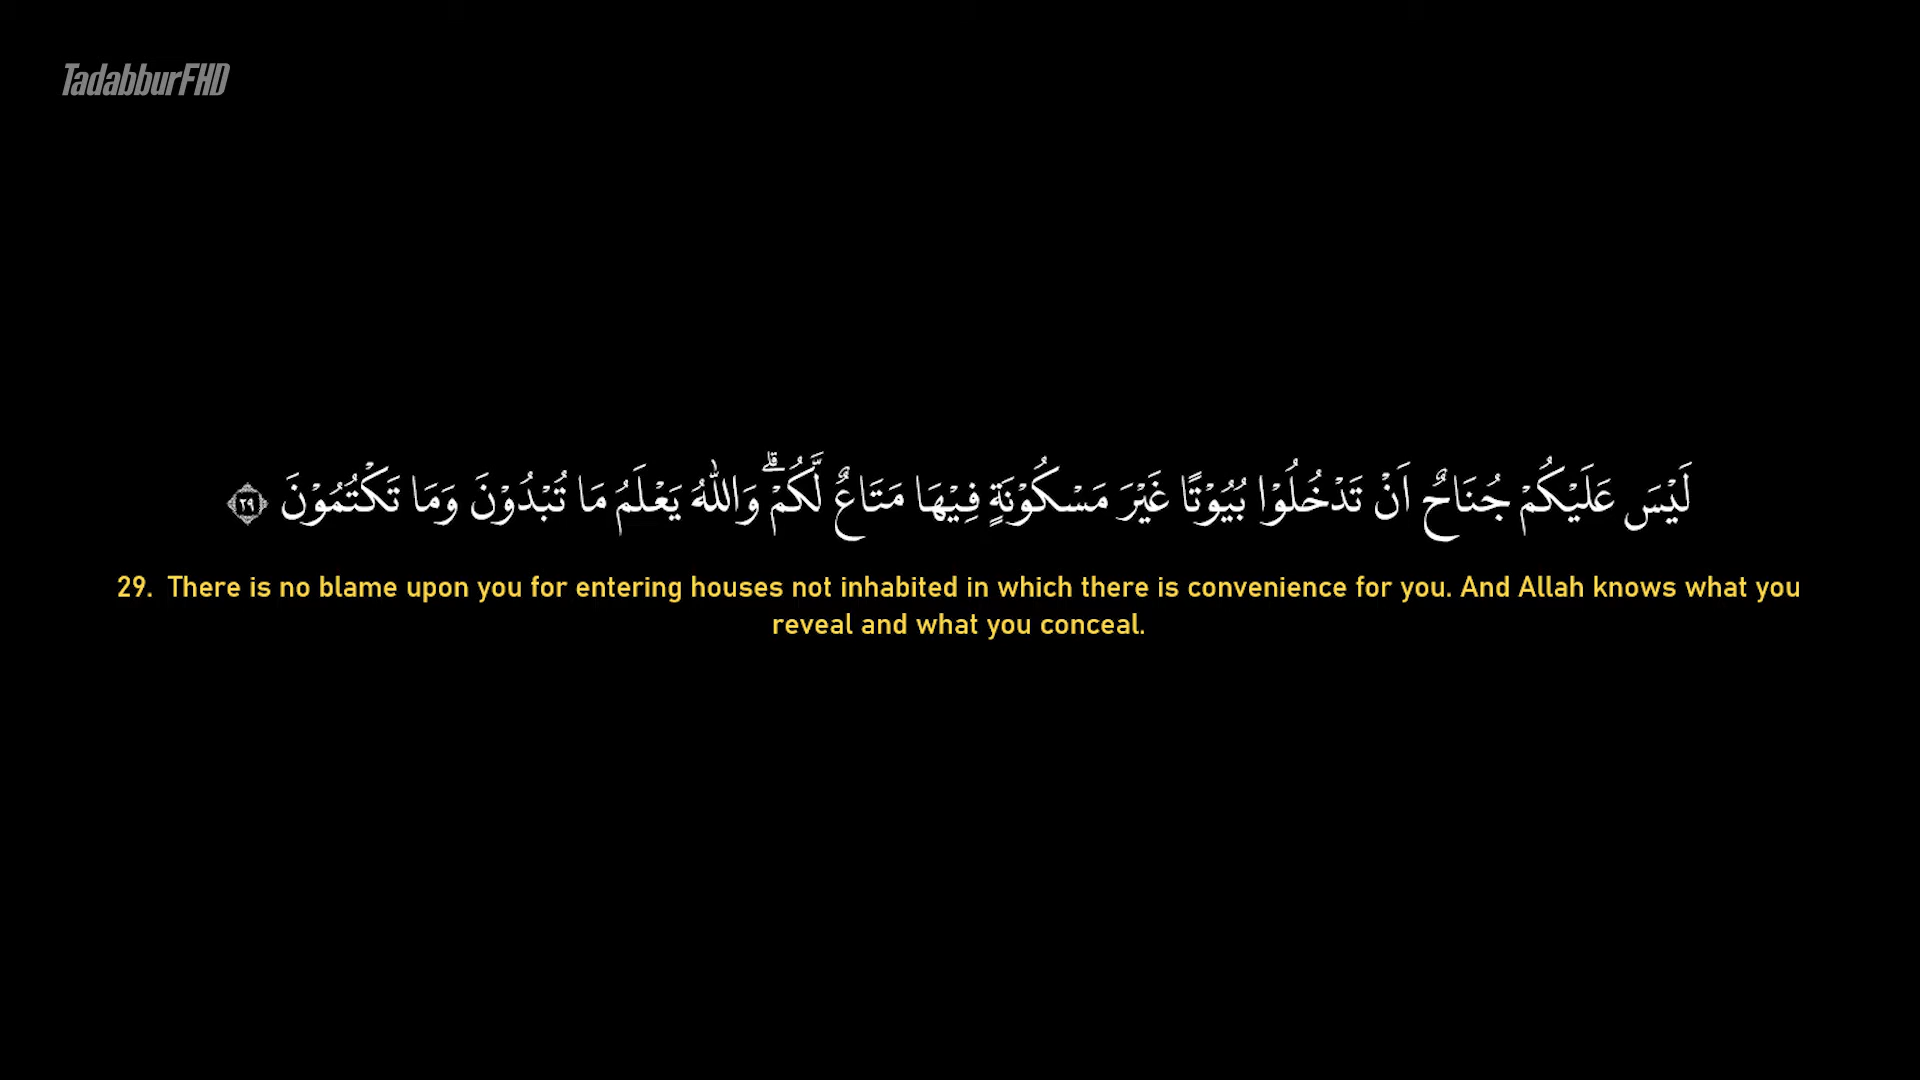 TadabburFHD
لَيْسَ عَلَيْكُمْ جُنَاحٌ اَنْ تَدْخُلُوْا بُيُوْتًا غَيْرَ مَسْكُوْنَةٍ فِيْهَا مَتَاعٌ لَّكُمْۗ وَاللّٰهُ يَعْلَمُ مَا تُبْدُوْنَ وَمَا تَكْتُمُوْنَ ٢٩
29. There is no blame upon you for entering houses not inhabited in which there is convenience for you. And Allah knows what you
reveal and what you conceal.